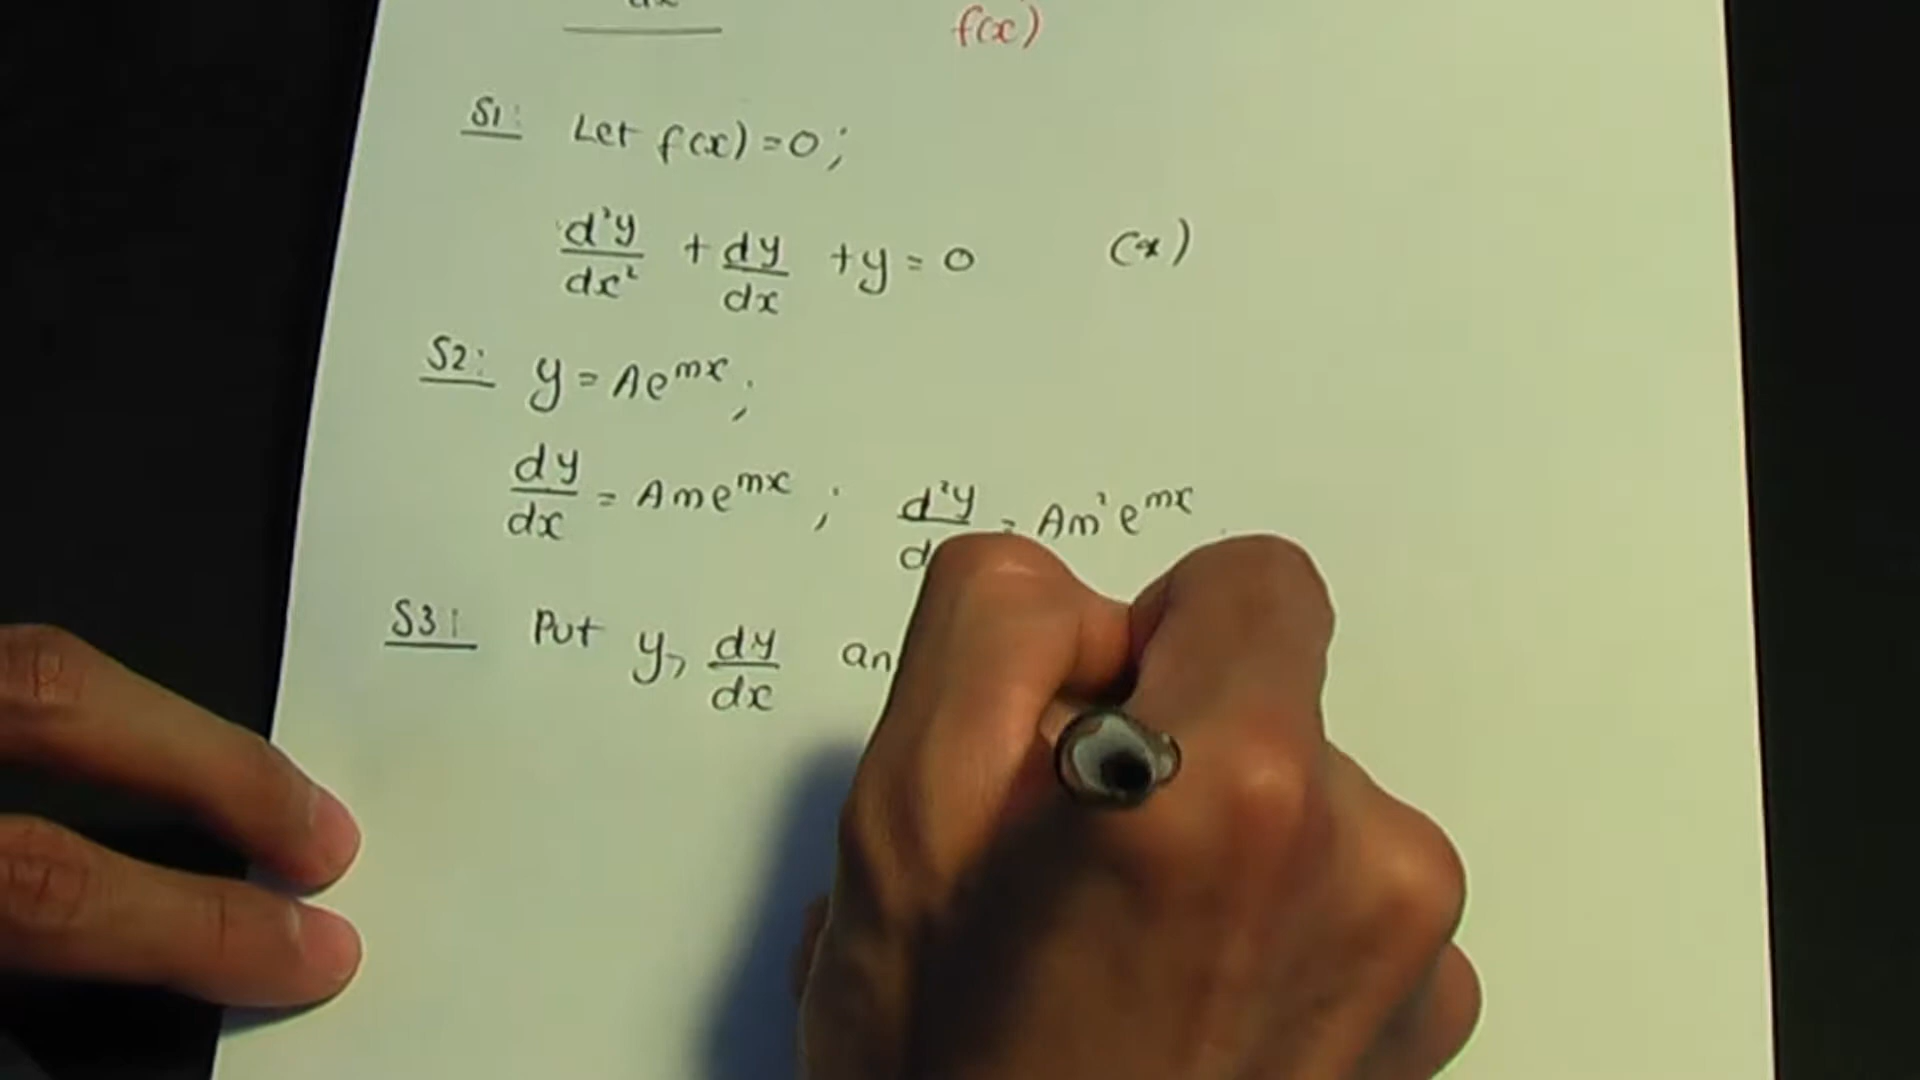 f(x)
S1: Let f(x) = 0 ;
d²y/dx² + dy/dx + y = 0 (*)
S2: y = Ae^mx ;
dy/dx = Ame^mx ; d²y/d = Am²e^mx
S3: Put y, dy/dx an